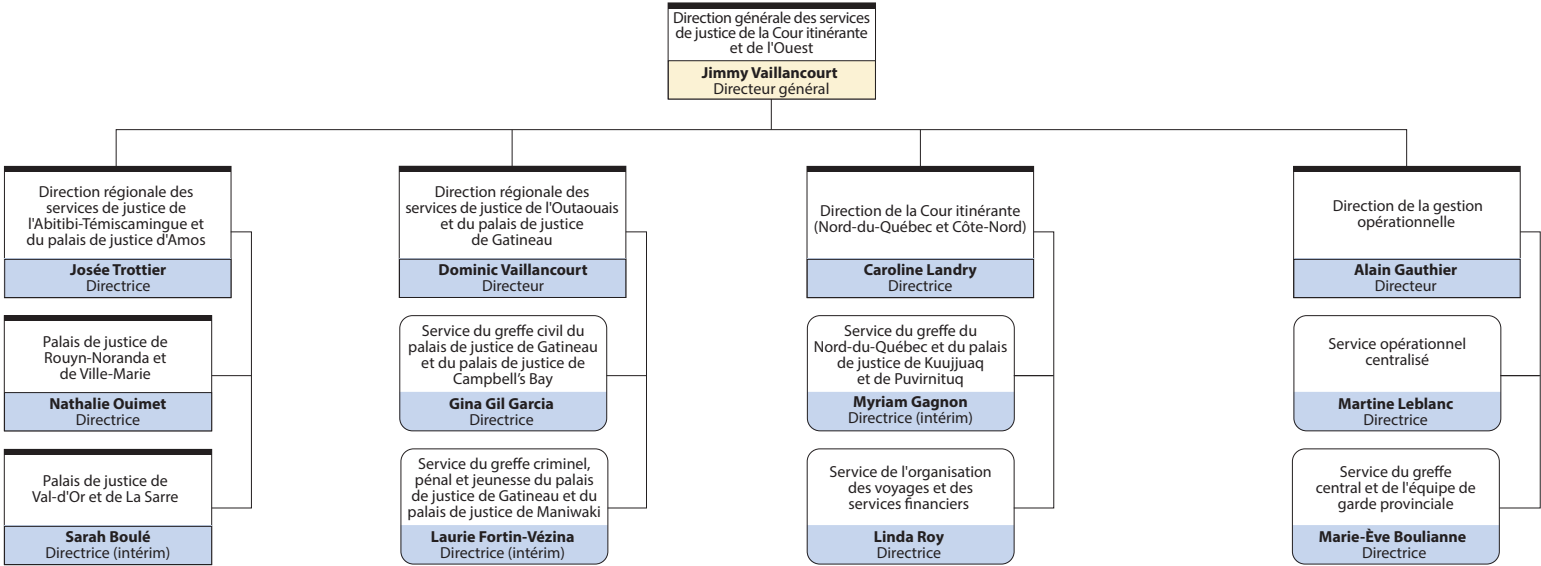 Direction générale des services
de justice de la Cour itinérante
et de l'Ouest
Jimmy Vaillancourt
Directeur général
Direction régionale des
services de justice de
l'Abitibi-Témiscamingue et
du palais de justice d'Amos
Josée Trottier
Directrice
Palais de justice de
Rouyn-Noranda et
de Ville-Marie
Nathalie Ouimet
Directrice
Palais de justice de
Val-d'Or et de La Sarre
Sarah Boulé
Directrice (intérim)
Direction régionale des
services de justice de l'Outaouais
et du palais de justice
de Gatineau
Dominic Vaillancourt
Directeur
Service du greffe civil du
palais de justice de Gatineau
et du palais de justice de
Campbell's Bay
Gina Gil Garcia
Directrice
Service du greffe criminel,
pénal et jeunesse du palais
de justice de Gatineau et du
palais de justice de Maniwaki
Laurie Fortin-Vézina
Directrice (intérim)
Direction de la Cour itinérante
(Nord-du-Québec et Côte-Nord)
Caroline Landry
Directrice
Service du greffe du
Nord-du-Québec et du palais
de justice de Kuujjuaq
et de Puvirnituq
Myriam Gagnon
Directrice (intérim)
Service de l'organisation
des voyages et des
services financiers
Linda Roy
Directrice
Direction de la gestion
opérationnelle
Alain Gauthier
Directeur
Service opérationnel
centralisé
Martine Leblanc
Directrice
Service du greffe
central et de l'équipe de
garde provinciale
Marie-Ève Boulianne
Directrice